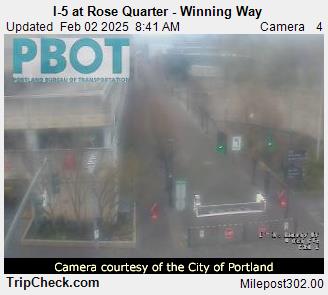 I-5 at Rose Quarter - Winning Way
Updated  Feb 02 2025  8:41 AM
Camera  4
PBOT
PORTLAND BUREAU OF TRANSPORTATION
Camera courtesy of the City of Portland
TripCheck.com
Milepost302.00